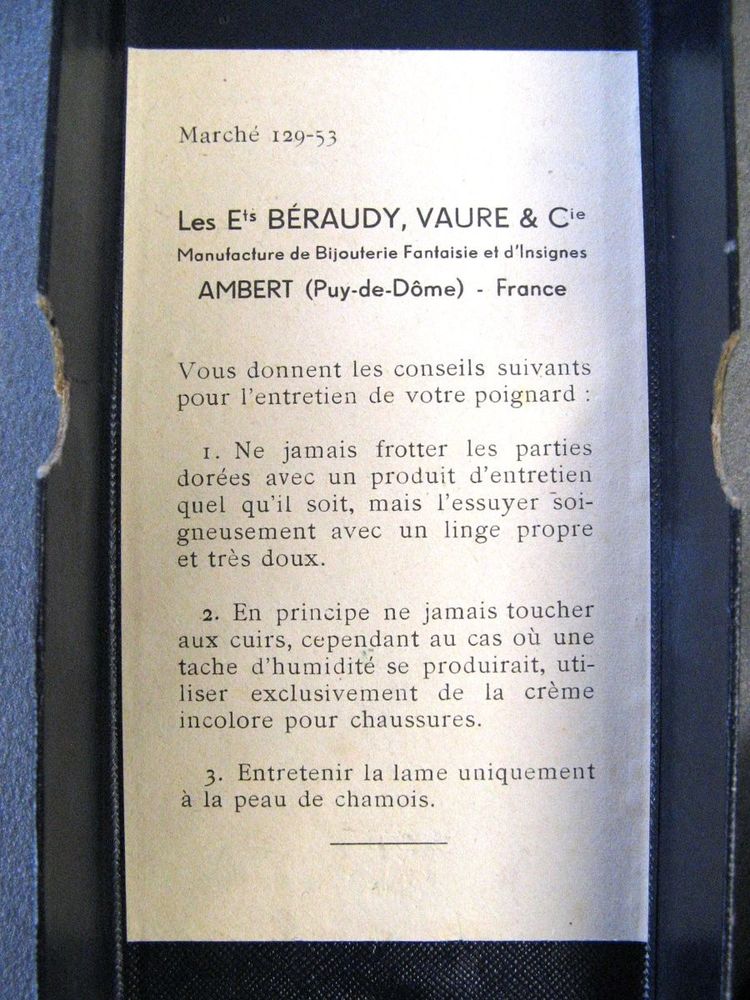 Marché 129-53
Les Ets BÉRAUDY, VAURE & Cie
Manufacture de Bijouterie Fantaisie et d'Insignes
AMBERT (Puy-de-Dôme) - France
Vous donnent les conseils suivants
pour l'entretien de votre poignard :
1. Ne jamais frotter les parties
dorées avec un produit d'entretien
quel qu'il soit, mais l'essuyer soi-
gneusement avec un linge propre
et très doux.
2. En principe ne jamais toucher
aux cuirs, cependant au cas où une
tache d'humidité se produirait, uti-
liser exclusivement de la crème
incolore pour chaussures.
3. Entretenir la lame uniquement
à la peau de chamois.